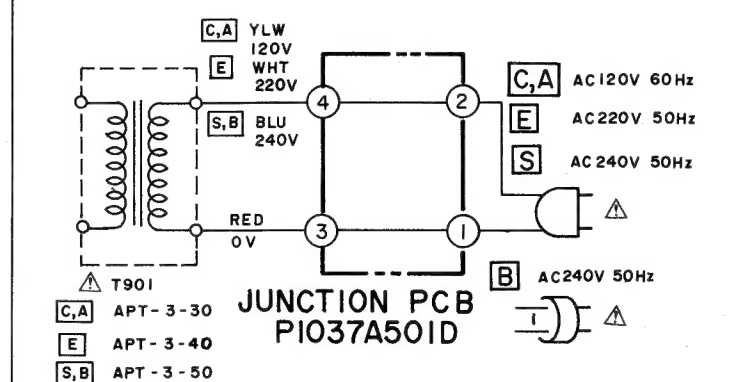 C,A YLW
120V
E WHT
220V
S,B BLU
240V
4
2
C,A AC120V 60Hz
E AC220V 50Hz
S AC240V 50Hz
RED
0V
3
1
! T901
C,A APT-3-30
E APT-3-40
S,B APT-3-50
JUNCTION PCB
P1037A501D
B AC240V 50Hz
!
!